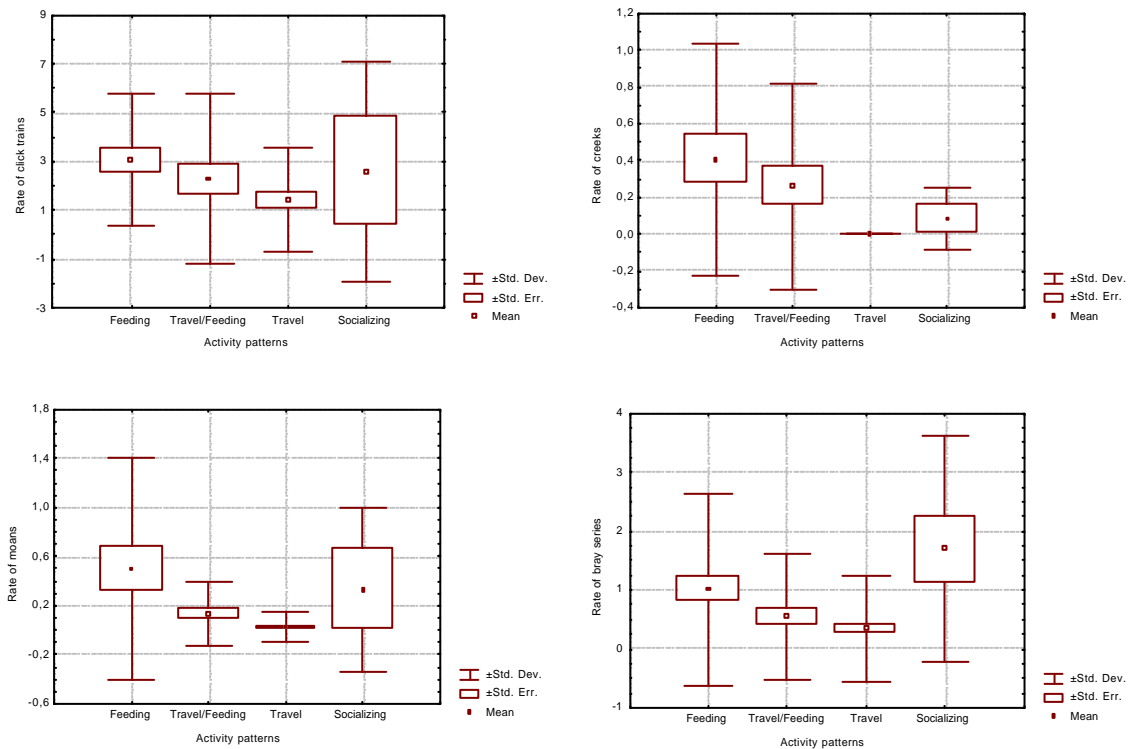 Rate of click trains
9
7
5
3
1
-1
-3
Feeding Travel/Feeding Travel Socializing
Activity patterns
±Std. Dev.
±Std. Err.
Mean
Rate of creeks
1,2
1,0
0,8
0,6
0,4
0,2
0,0
-0,2
-0,4
Feeding Travel/Feeding Travel Socializing
Activity patterns
±Std. Dev.
±Std. Err.
Mean
Rate of moans
1,8
1,4
1,0
0,6
0,2
-0,2
-0,6
Feeding Travel/Feeding Travel Socializing
Activity patterns
±Std. Dev.
±Std. Err.
Mean
Rate of bray series
4
3
2
1
0
-1
Feeding Travel/Feeding Travel Socializing
Activity patterns
±Std. Dev.
±Std. Err.
Mean